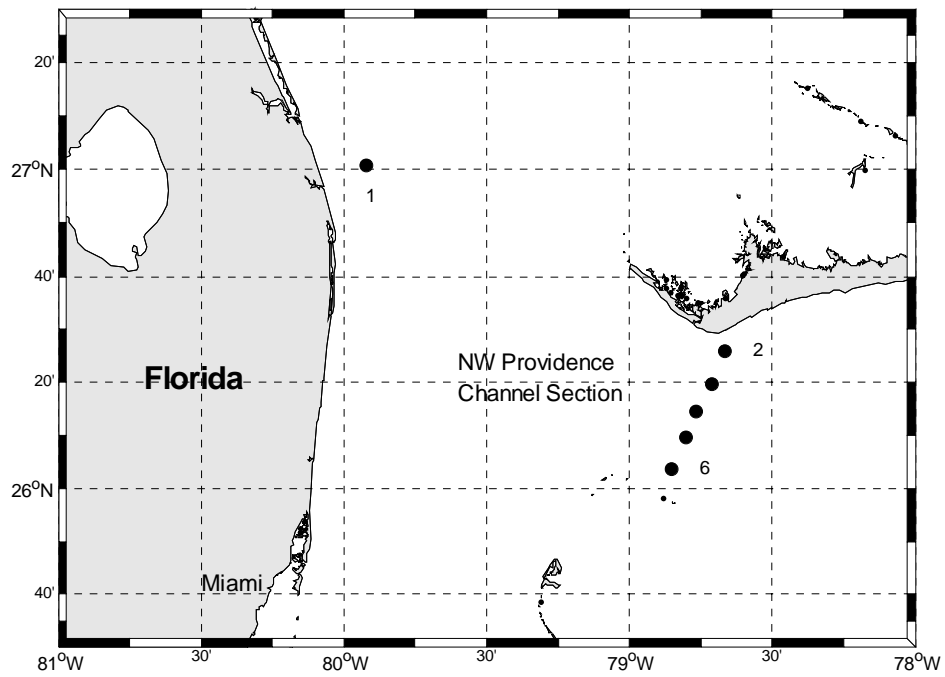 20'
27°N
1
40'
2
NW Providence
Channel Section
Florida
20'
6
26°N
Miami
40'
81°W
30'
80°W
30'
79°W
30'
78°W